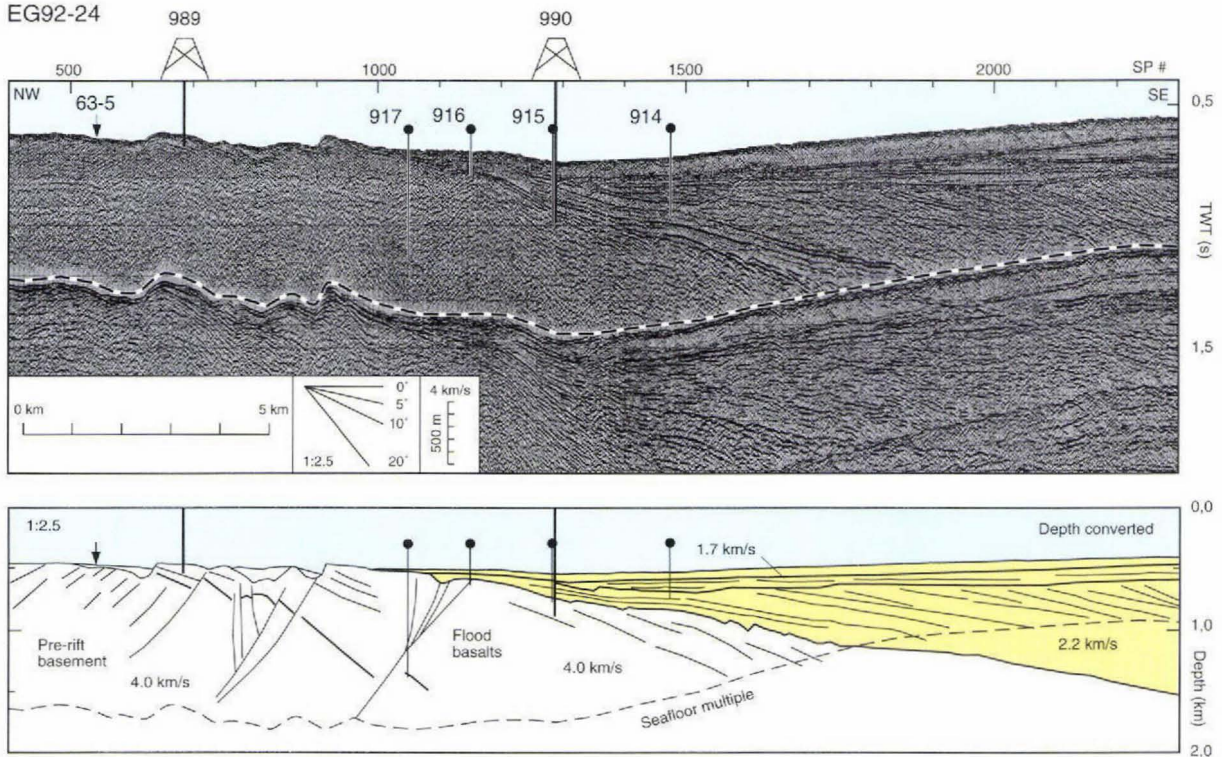 EG92-24
989
990
500
1000
1500
2000
SP #
NW
SE
63-5
917
916
915
914
0,5
TWT (s)
1,5
0 km
5 km
0°
5°
10°
20°
1:2.5
4 km/s
500 m
0,0
1:2.5
Depth converted
1.7 km/s
Pre-rift
basement
Flood
basalts
4.0 km/s
4.0 km/s
2.2 km/s
1,0
Depth (km)
Seafloor multiple
2,0